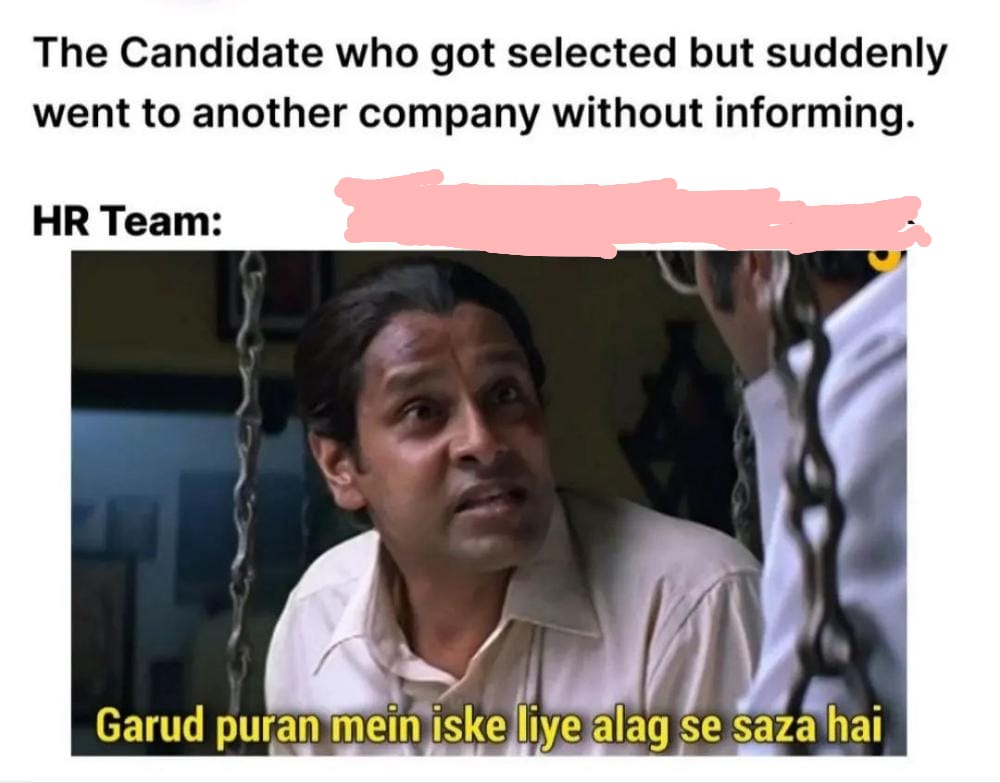 The Candidate who got selected but suddenly
went to another company without informing.
HR Team:
Garud puran mein iske liye alag se saza hai